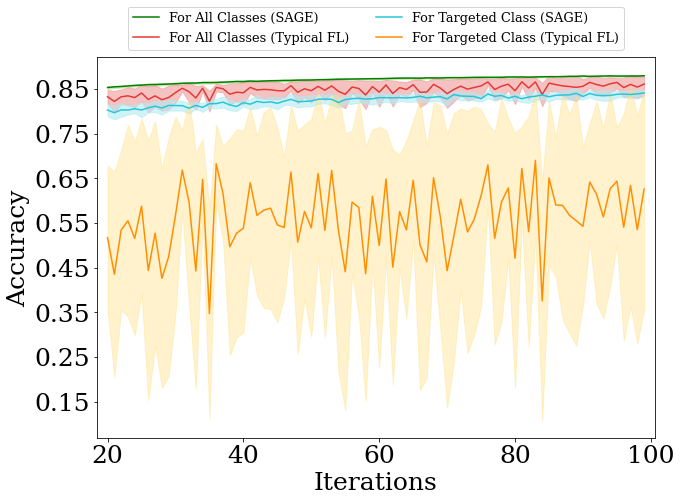 For All Classes (SAGE)
For All Classes (Typical FL)
For Targeted Class (SAGE)
For Targeted Class (Typical FL)
Accuracy
0.85
0.75
0.65
0.55
0.45
0.35
0.25
0.15
20 40 60 80 100
Iterations